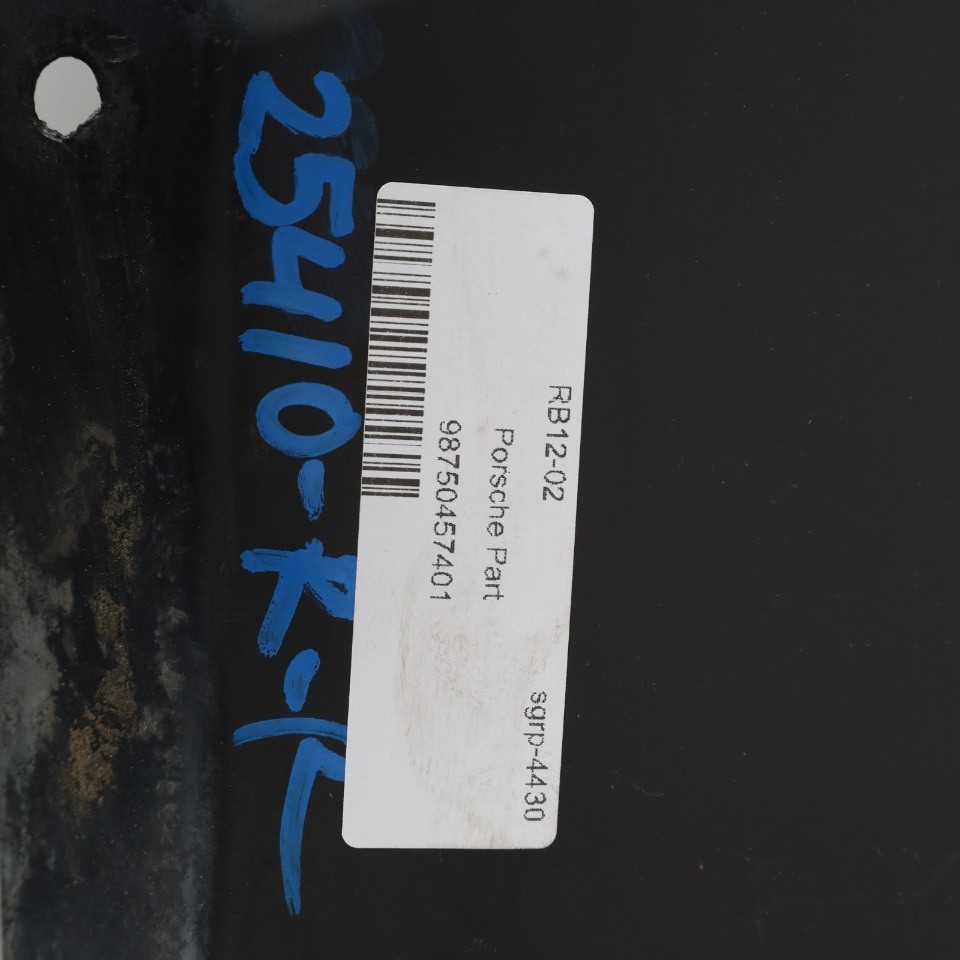 RB12-02
sgrp-4430
Porsche Part
98750457401
25410-R-